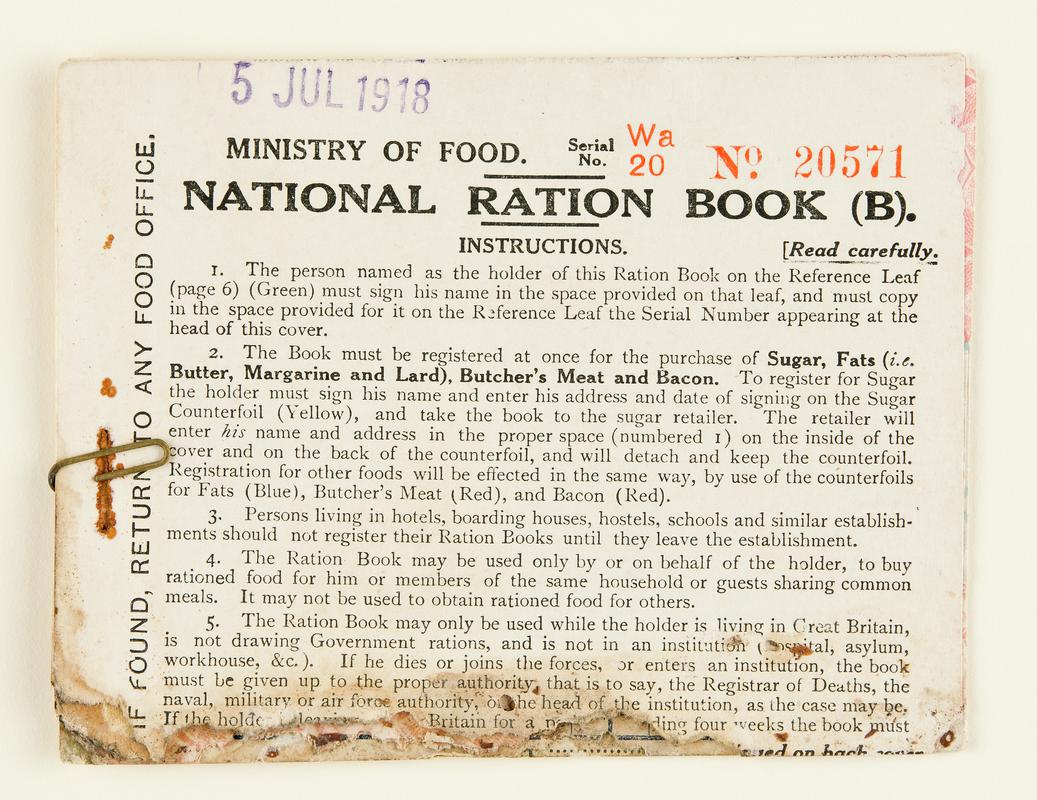 5 JUL 1918
MINISTRY OF FOOD. Serial No. Wa 20 Nº 20571
NATIONAL RATION BOOK (B).
INSTRUCTIONS. [Read carefully.
1. The person named as the holder of this Ration Book on the Reference Leaf
(page 6) (Green) must sign his name in the space provided on that leaf, and must copy
in the space provided for it on the Reference Leaf the Serial Number appearing at the
head of this cover.
2. The Book must be registered at once for the purchase of Sugar, Fats (i.e.
Butter, Margarine and Lard), Butcher's Meat and Bacon. To register for Sugar
the holder must sign his name and enter his address and date of signing on the Sugar
Counterfoil (Yellow), and take the book to the sugar retailer. The retailer will
enter his name and address in the proper space (numbered 1) on the inside of the
cover and on the back of the counterfoil, and will detach and keep the counterfoil.
Registration for other foods will be effected in the same way, by use of the counterfoils
for Fats (Blue), Butcher's Meat (Red), and Bacon (Red).
3. Persons living in hotels, boarding houses, hostels, schools and similar establish-
ments should not register their Ration Books until they leave the establishment.
4. The Ration Book may be used only by or on behalf of the holder, to buy
rationed food for him or members of the same household or guests sharing common
meals. It may not be used to obtain rationed food for others.
5. The Ration Book may only be used while the holder is living in Great Britain,
is not drawing Government rations, and is not in an institution (hospital, asylum,
workhouse, &c.). If he dies or joins the forces, or enters an institution, the book
must be given up to the proper authority, that is to say, the Registrar of Deaths, the
naval, military or air force authority, or the head of the institution, as the case may be.
If the holder Britain for a four weeks the book must
on back cover
IF FOUND, RETURN TO ANY FOOD OFFICE.